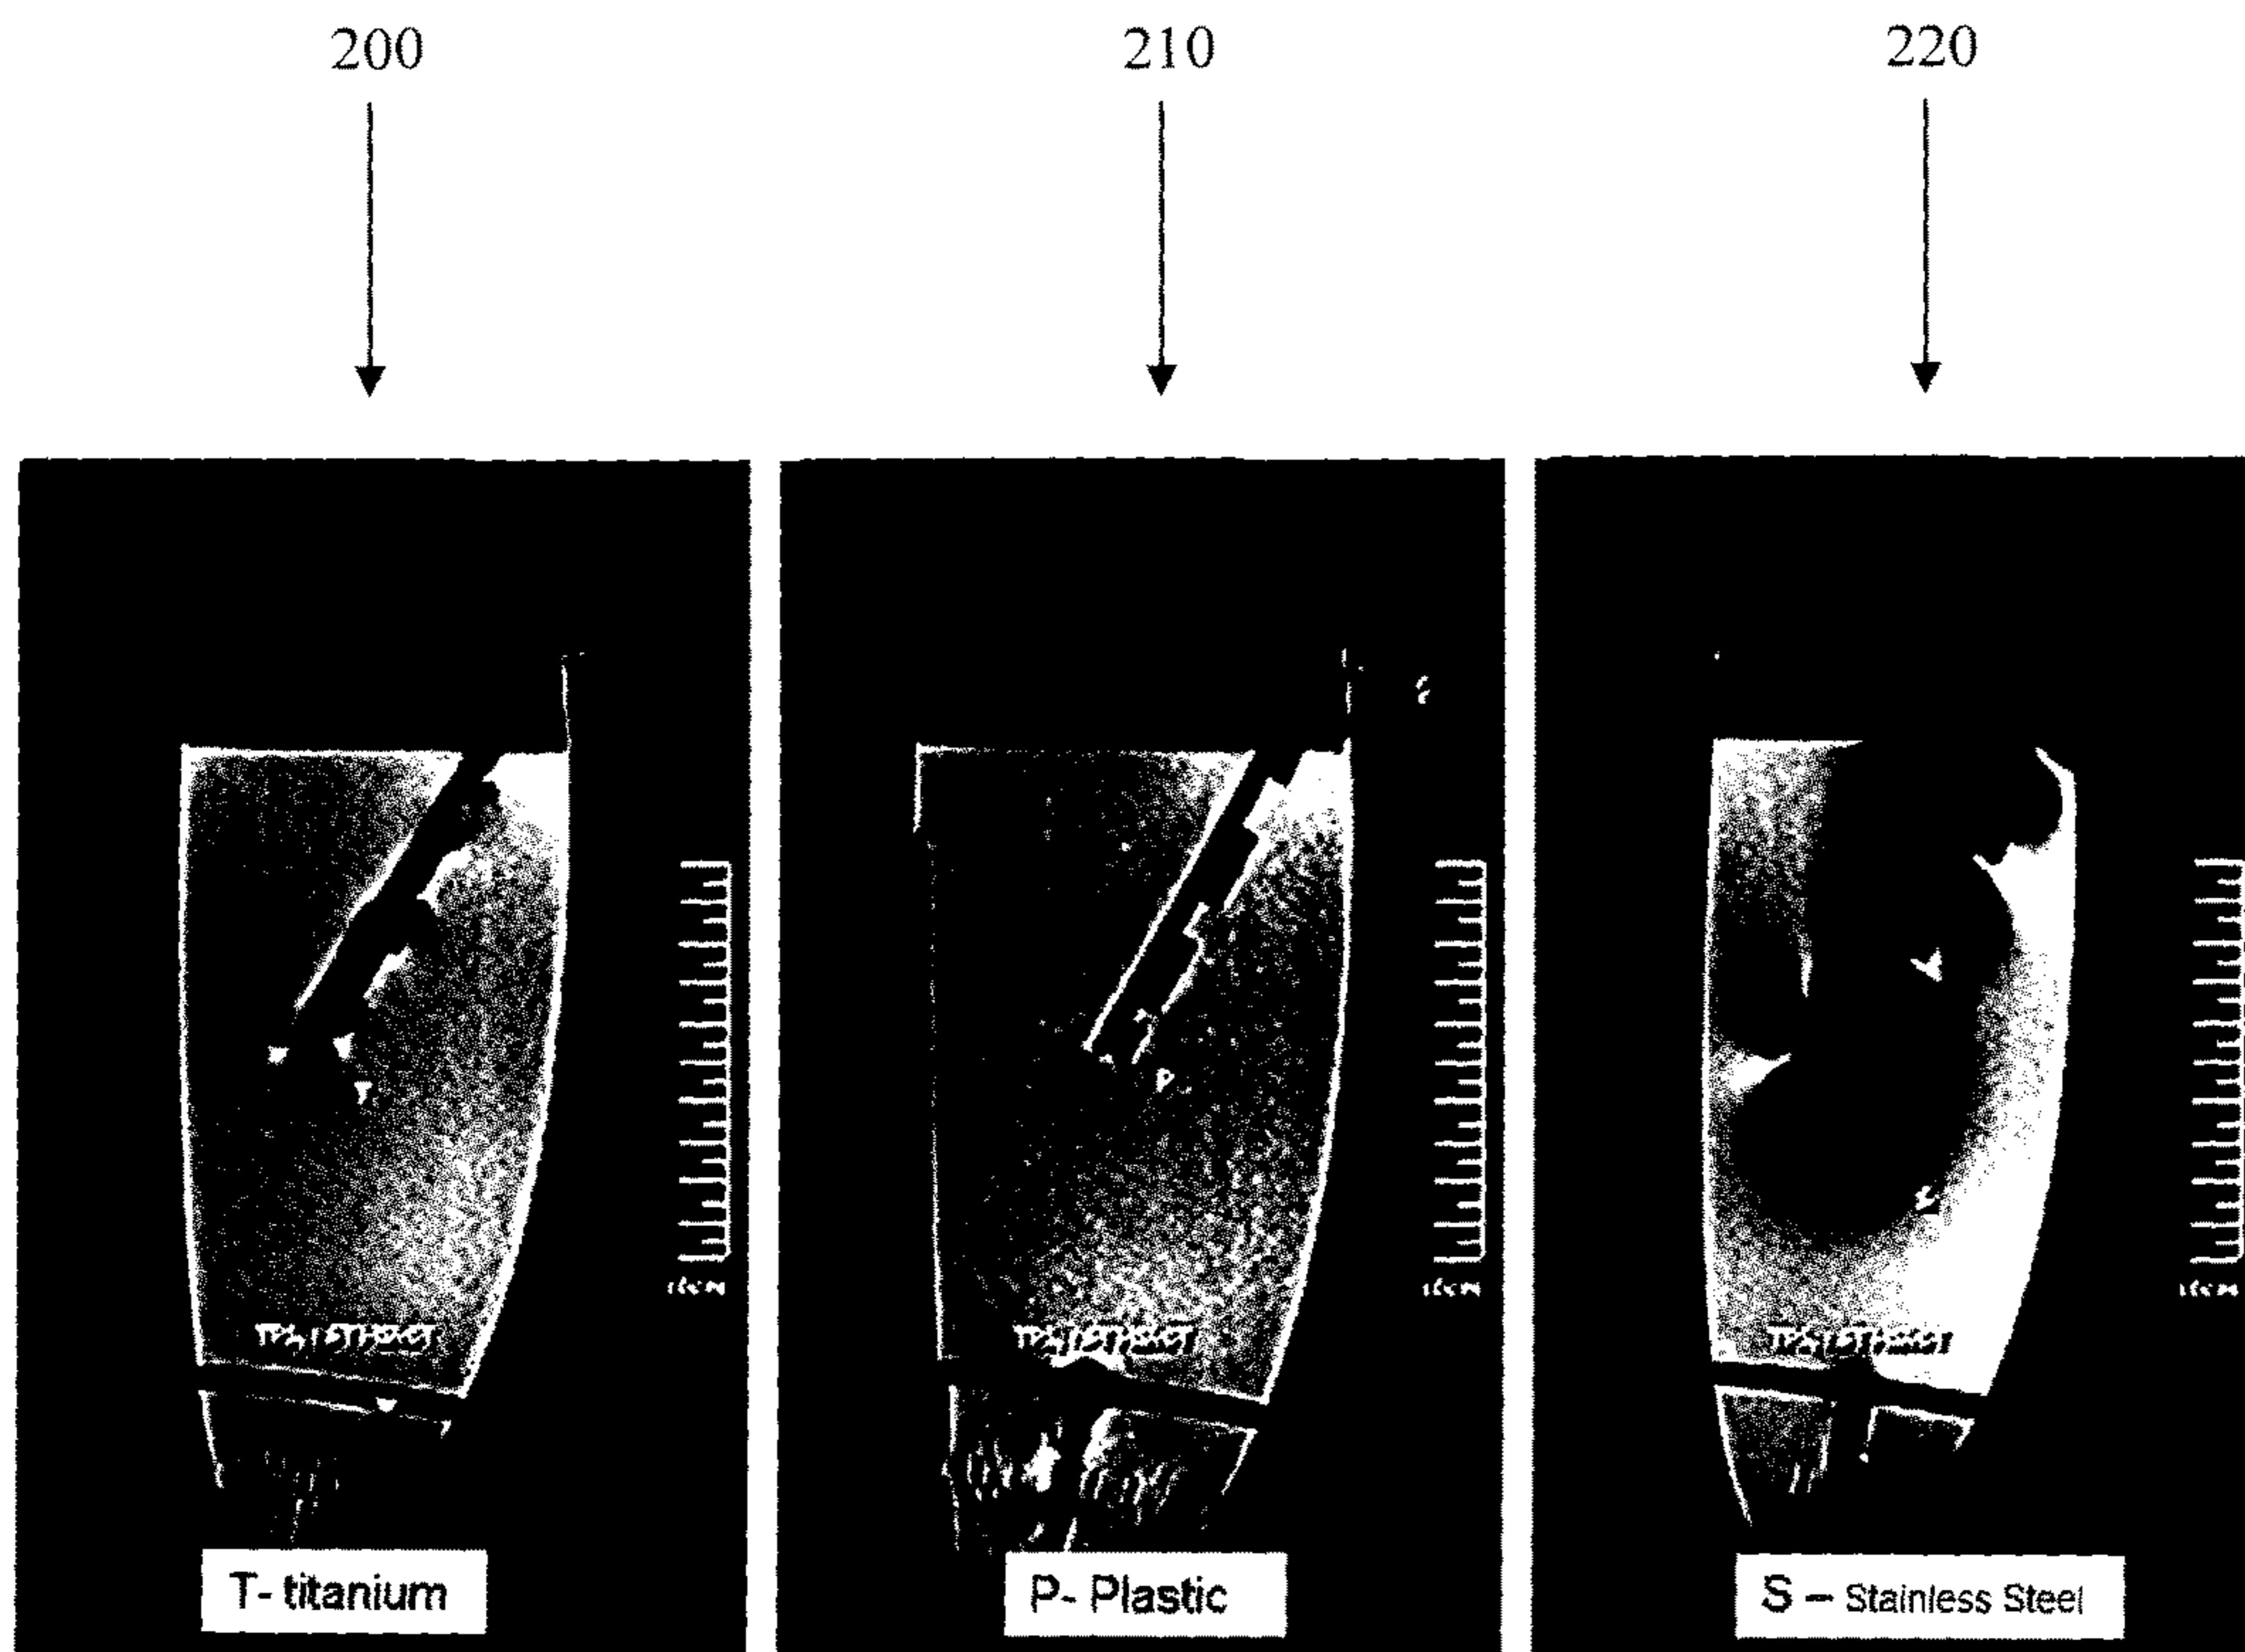 200
210
220
T
P
S
T- titanium
P- Plastic
S – Stainless Steel